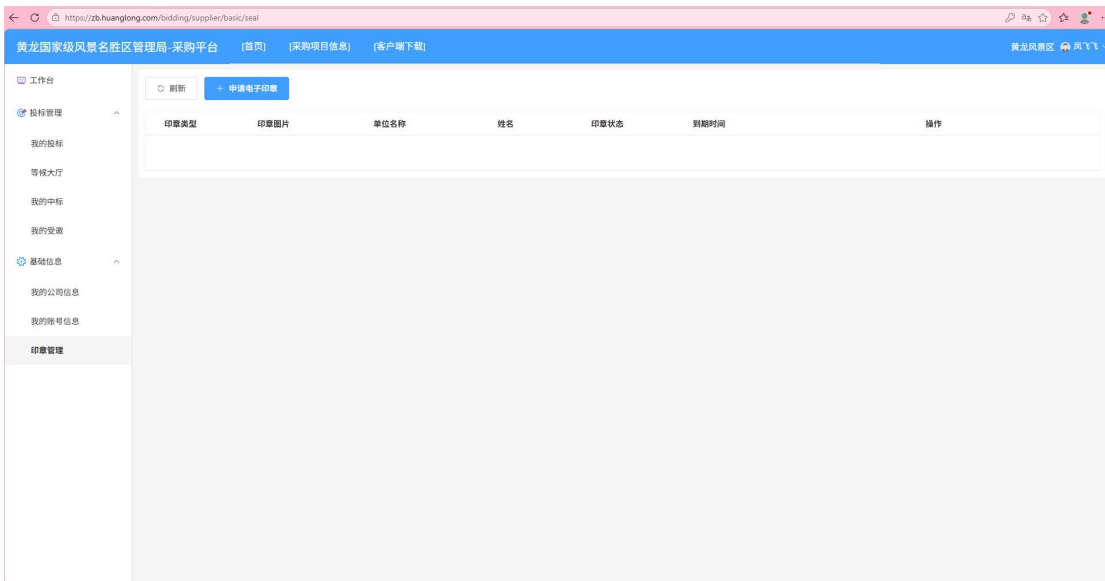 https://zb.huanglong.com/bidding/supplier/basic/seal
黄龙国家级风景名胜区管理局-采购平台 [首页] [采购项目信息] [客户端下载] 黄龙风景区 凤飞飞
工作台
投标管理
我的投标
等候大厅
我的中标
我的受邀
基础信息
我的公司信息
我的账号信息
印章管理
刷新 + 申请电子印章
印章类型 印章图片 单位名称 姓名 印章状态 到期时间 操作